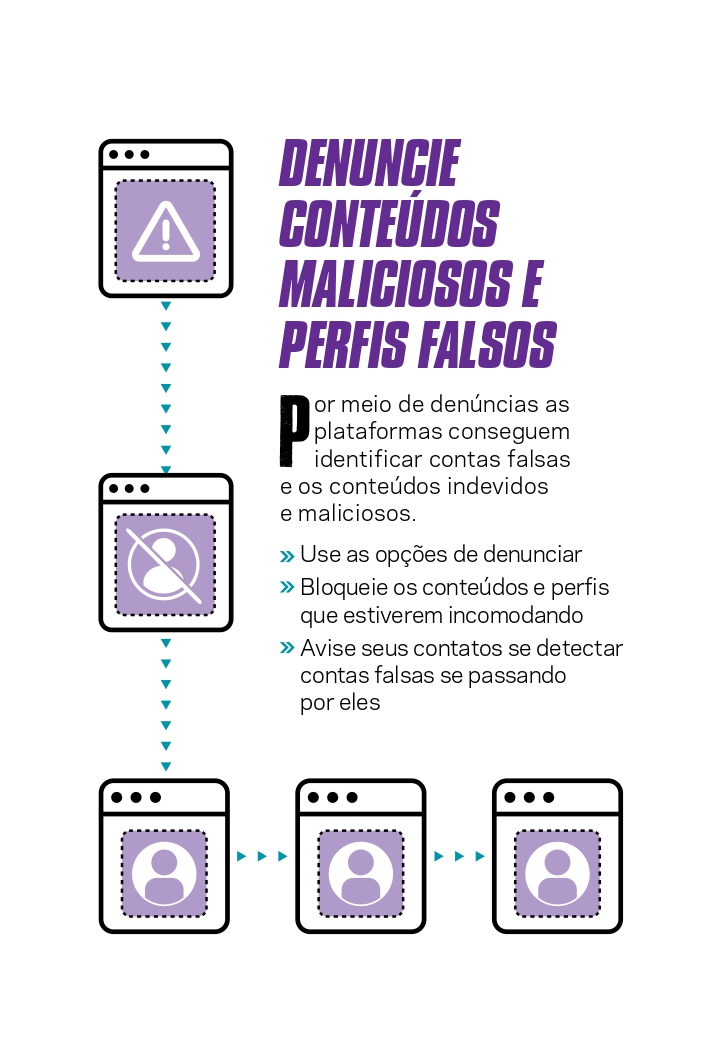 DENUNCIE
CONTEÚDOS
MALICIOSOS E
PERFIS FALSOS
Por meio de denúncias as
plataformas conseguem
identificar contas falsas
e os conteúdos indevidos
e maliciosos.
» Use as opções de denunciar
» Bloqueie os conteúdos e perfis
que estiverem incomodando
» Avise seus contatos se detectar
contas falsas se passando
por eles